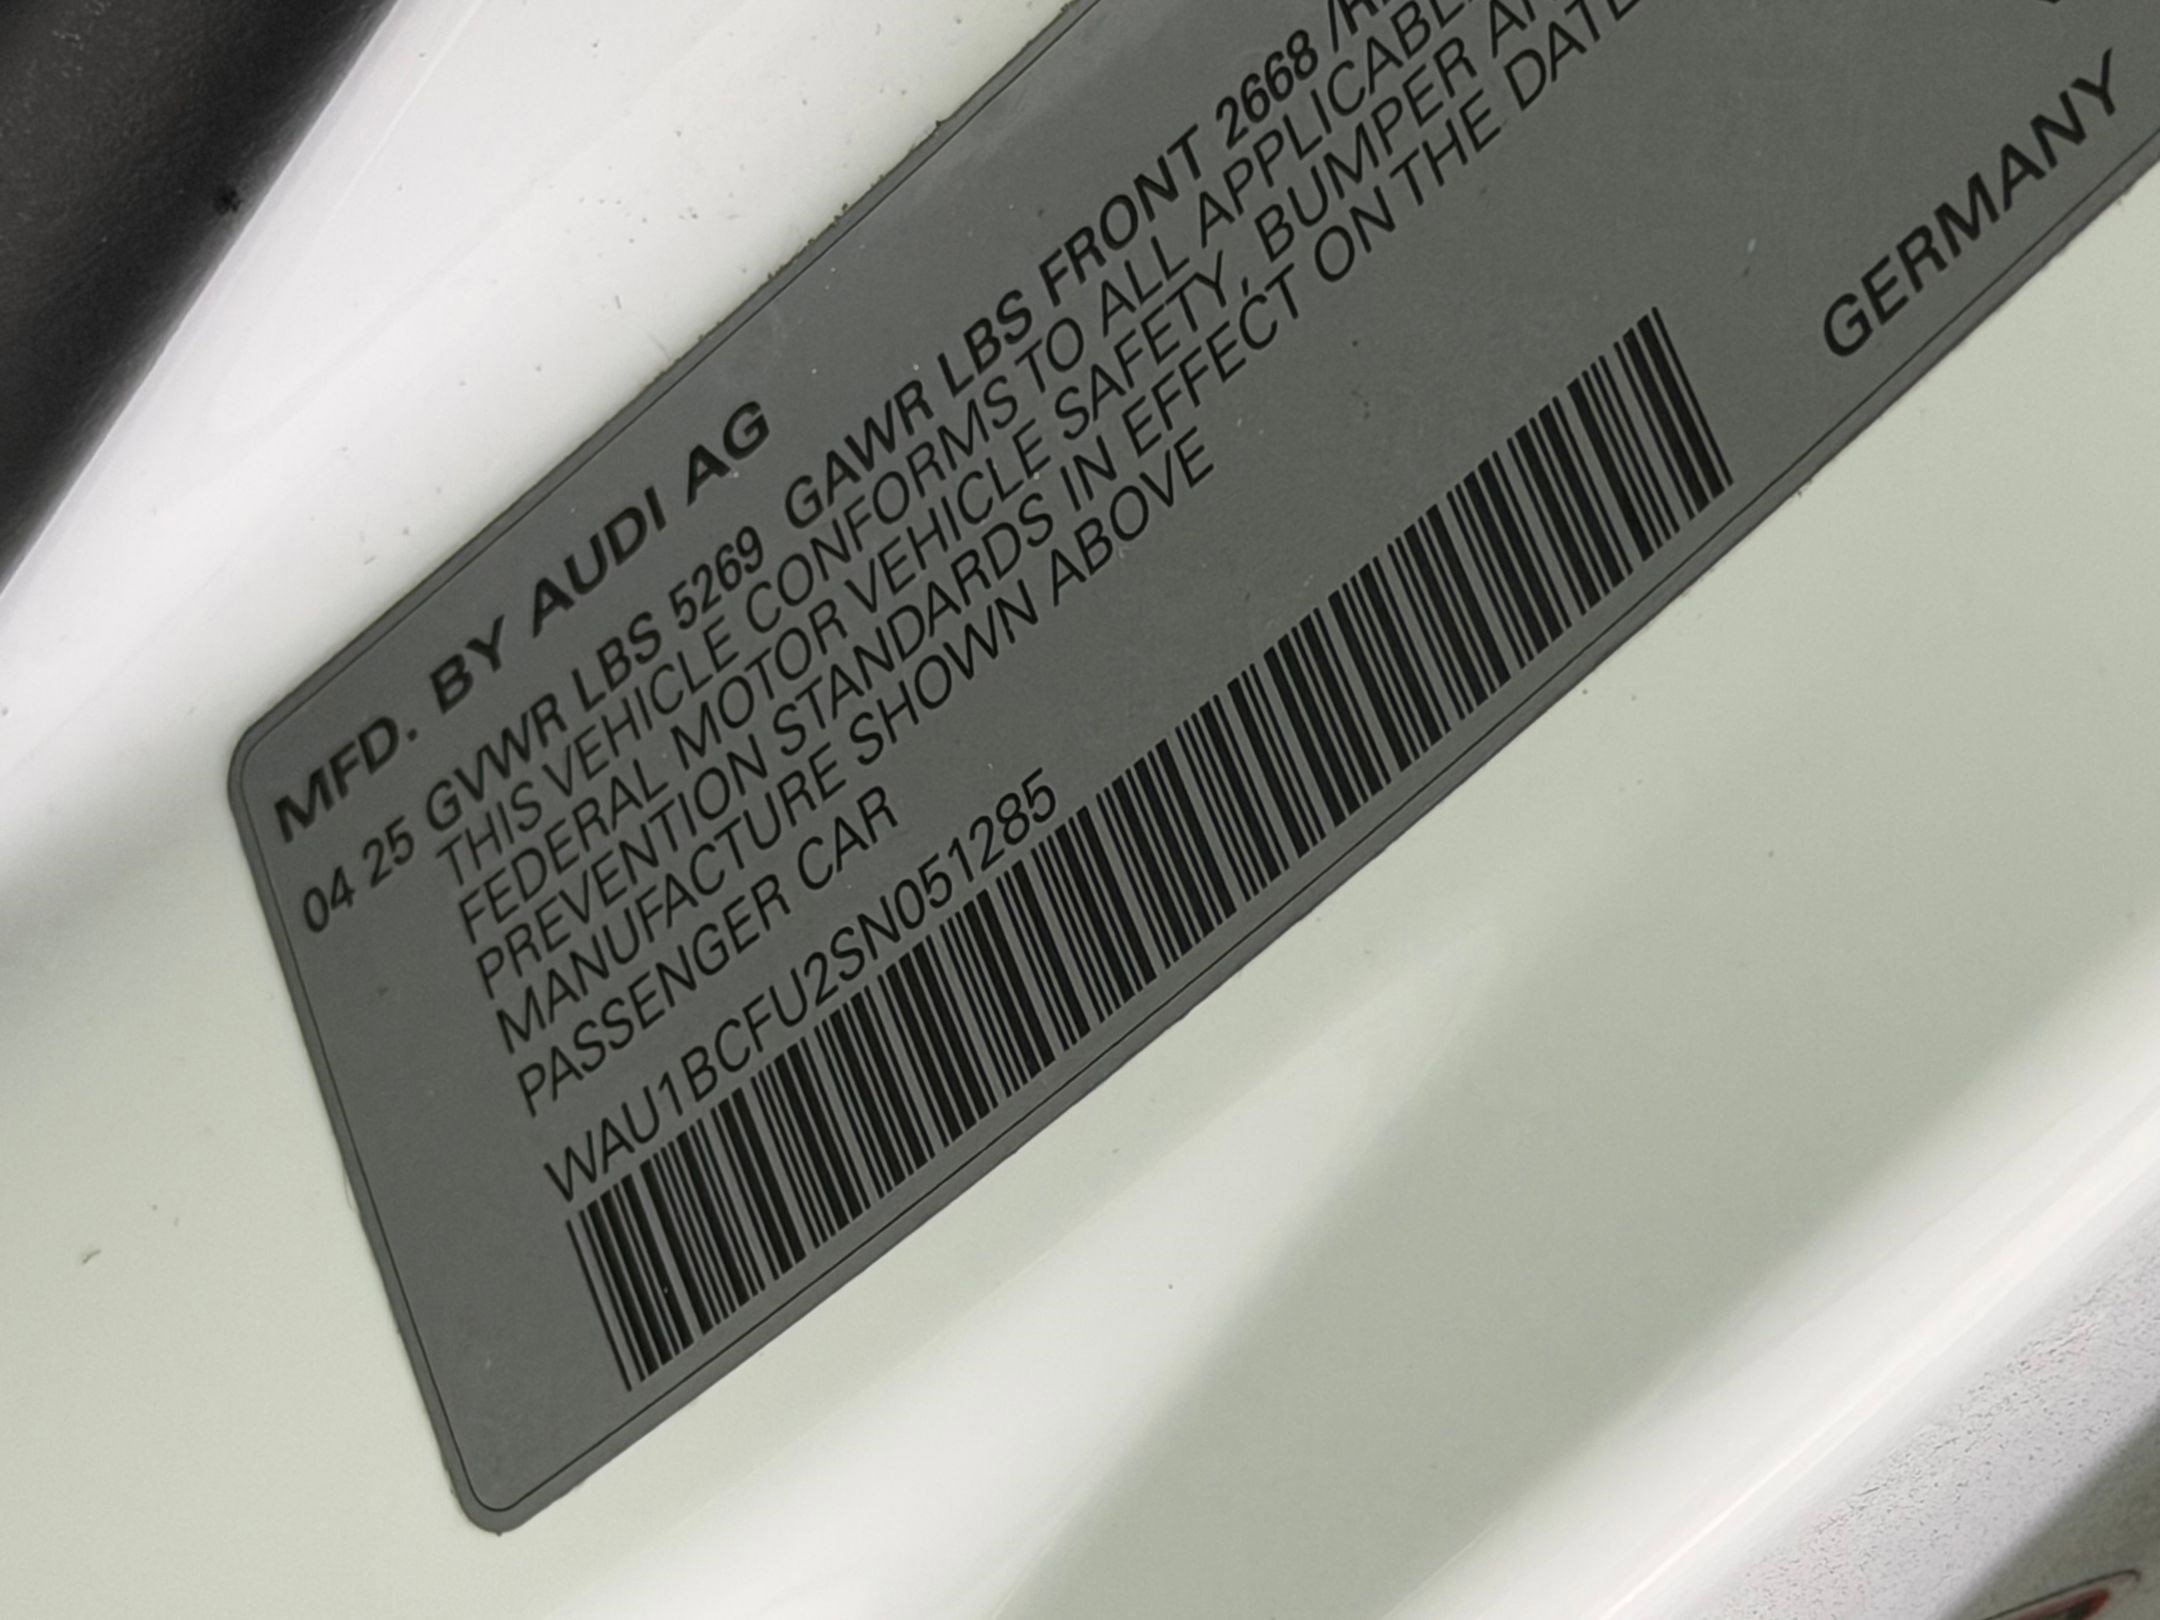 MFD. BY AUDI AG
04 25 GVWR LBS 5269 GAWR LBS FRONT 2668
THIS VEHICLE CONFORMS TO ALL
FEDERAL MOTOR VEHICLE SAFETY, BUMPER
PREVENTION STANDARDS IN EFFECT ON THE
MANUFACTURE SHOWN ABOVE
PASSENGER CAR
WAU1BCFU2SN051285
GERMANY